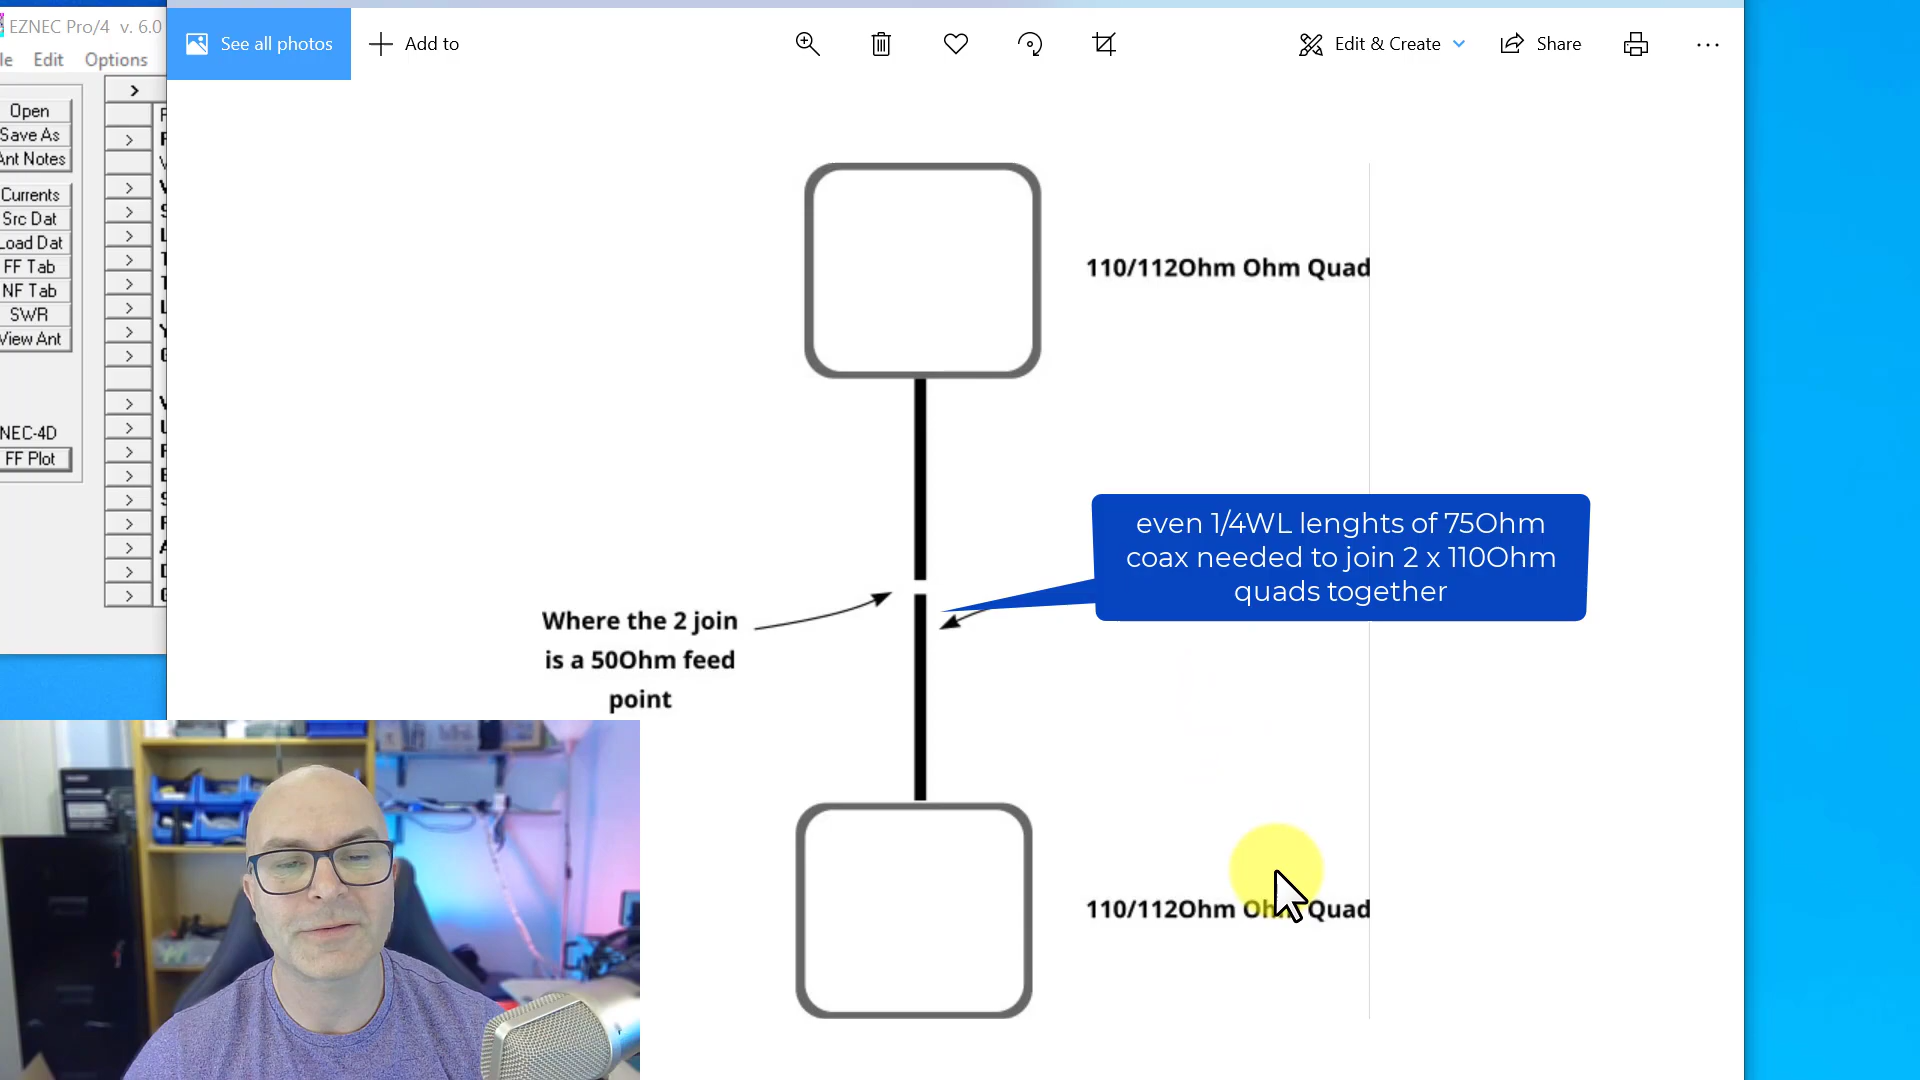 EZNEC Pro/4 v. 6.0
Edit Options
See all photos
Add to
Edit & Create
Share
Open
Save As
Ant Notes
Currents
Src Dat
Load Dat
FF Tab
NF Tab
SWR
View Ant
NEC-4D
FF Plot
110/112Ohm Ohm Quad
even 1/4WL lenghts of 75Ohm
coax needed to join 2 x 110Ohm
quads together
Where the 2 join
is a 50Ohm feed
point
110/112Ohm Ohm Quad